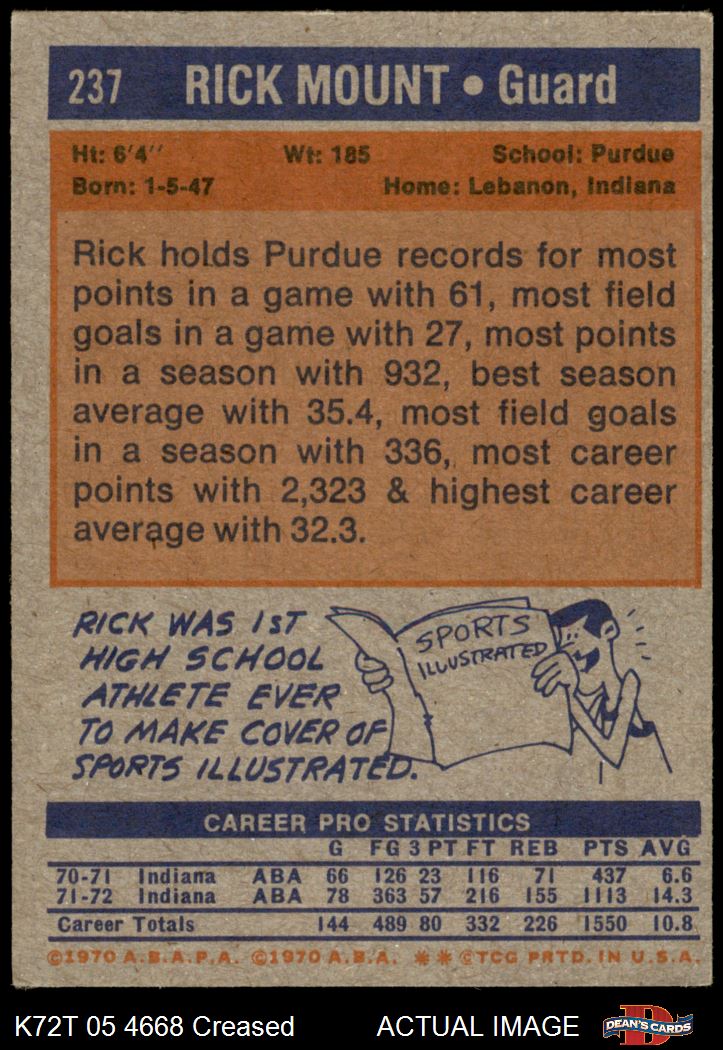 237 RICK MOUNT • Guard
Ht: 6'4'' Wt: 185 School: Purdue
Born: 1-5-47 Home: Lebanon, Indiana
Rick holds Purdue records for most
points in a game with 61, most field
goals in a game with 27, most points
in a season with 932, best season
average with 35.4, most field goals
in a season with 336, most career
points with 2,323 & highest career
average with 32.3.
RICK WAS 1ST
HIGH SCHOOL
ATHLETE EVER
TO MAKE COVER OF
SPORTS ILLUSTRATED.
SPORTS
ILLUSTRATED
CAREER PRO STATISTICS
G FG 3 PT FT REB PTS AVG
70-71 Indiana ABA 66 126 23 116 71 437 6.6
71-72 Indiana ABA 78 363 57 216 155 1113 14.3
Career Totals 144 489 80 332 226 1550 10.8
©1970 A.B.A.P.A. ©1970 A.B.A. ** ©TCG PRTD. IN U.S.A.
K72T 05 4668 Creased ACTUAL IMAGE D DEAN'S CARDS